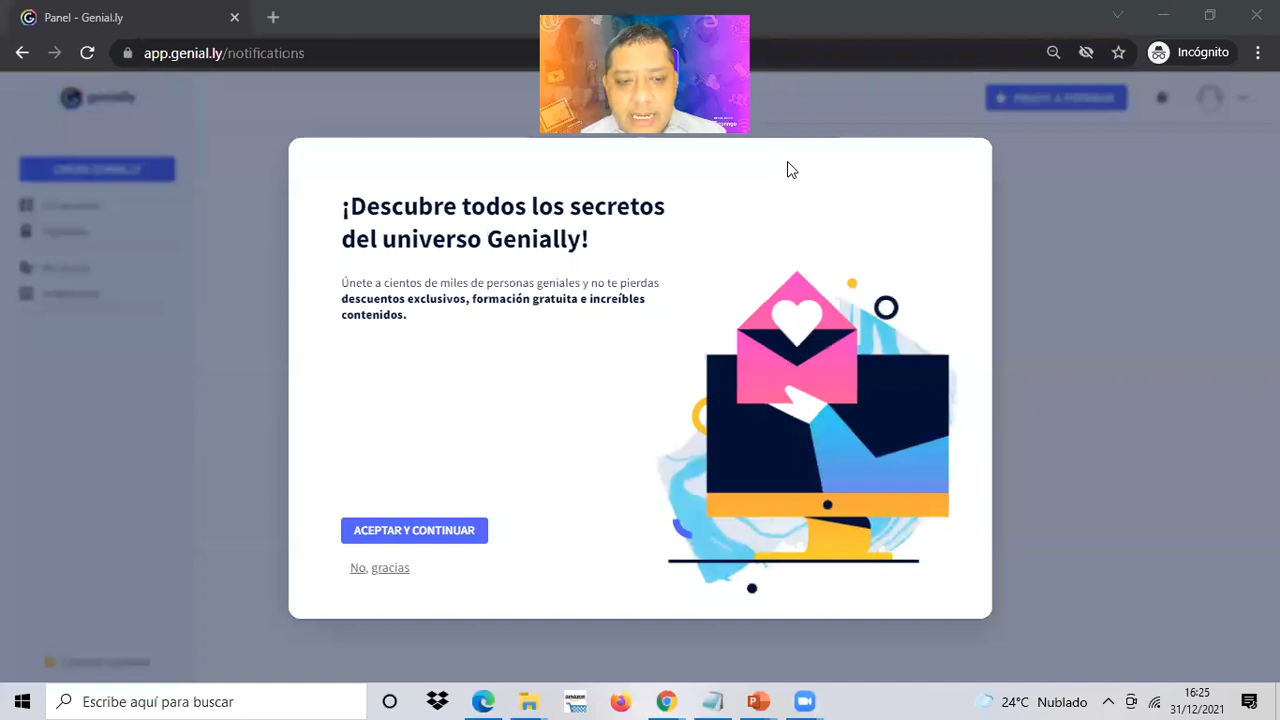 Panel - Genial.ly
app.genial.ly/notifications
Incógnito
genially
¡Descubre todos los secretos
del universo Genially!
Únete a cientos de miles de personas geniales y no te pierdas
descuentos exclusivos, formación gratuita e increíbles
contenidos.
ACEPTAR Y CONTINUAR
No, gracias
Escribe aquí para buscar
24°C Nublado
31/12/2021